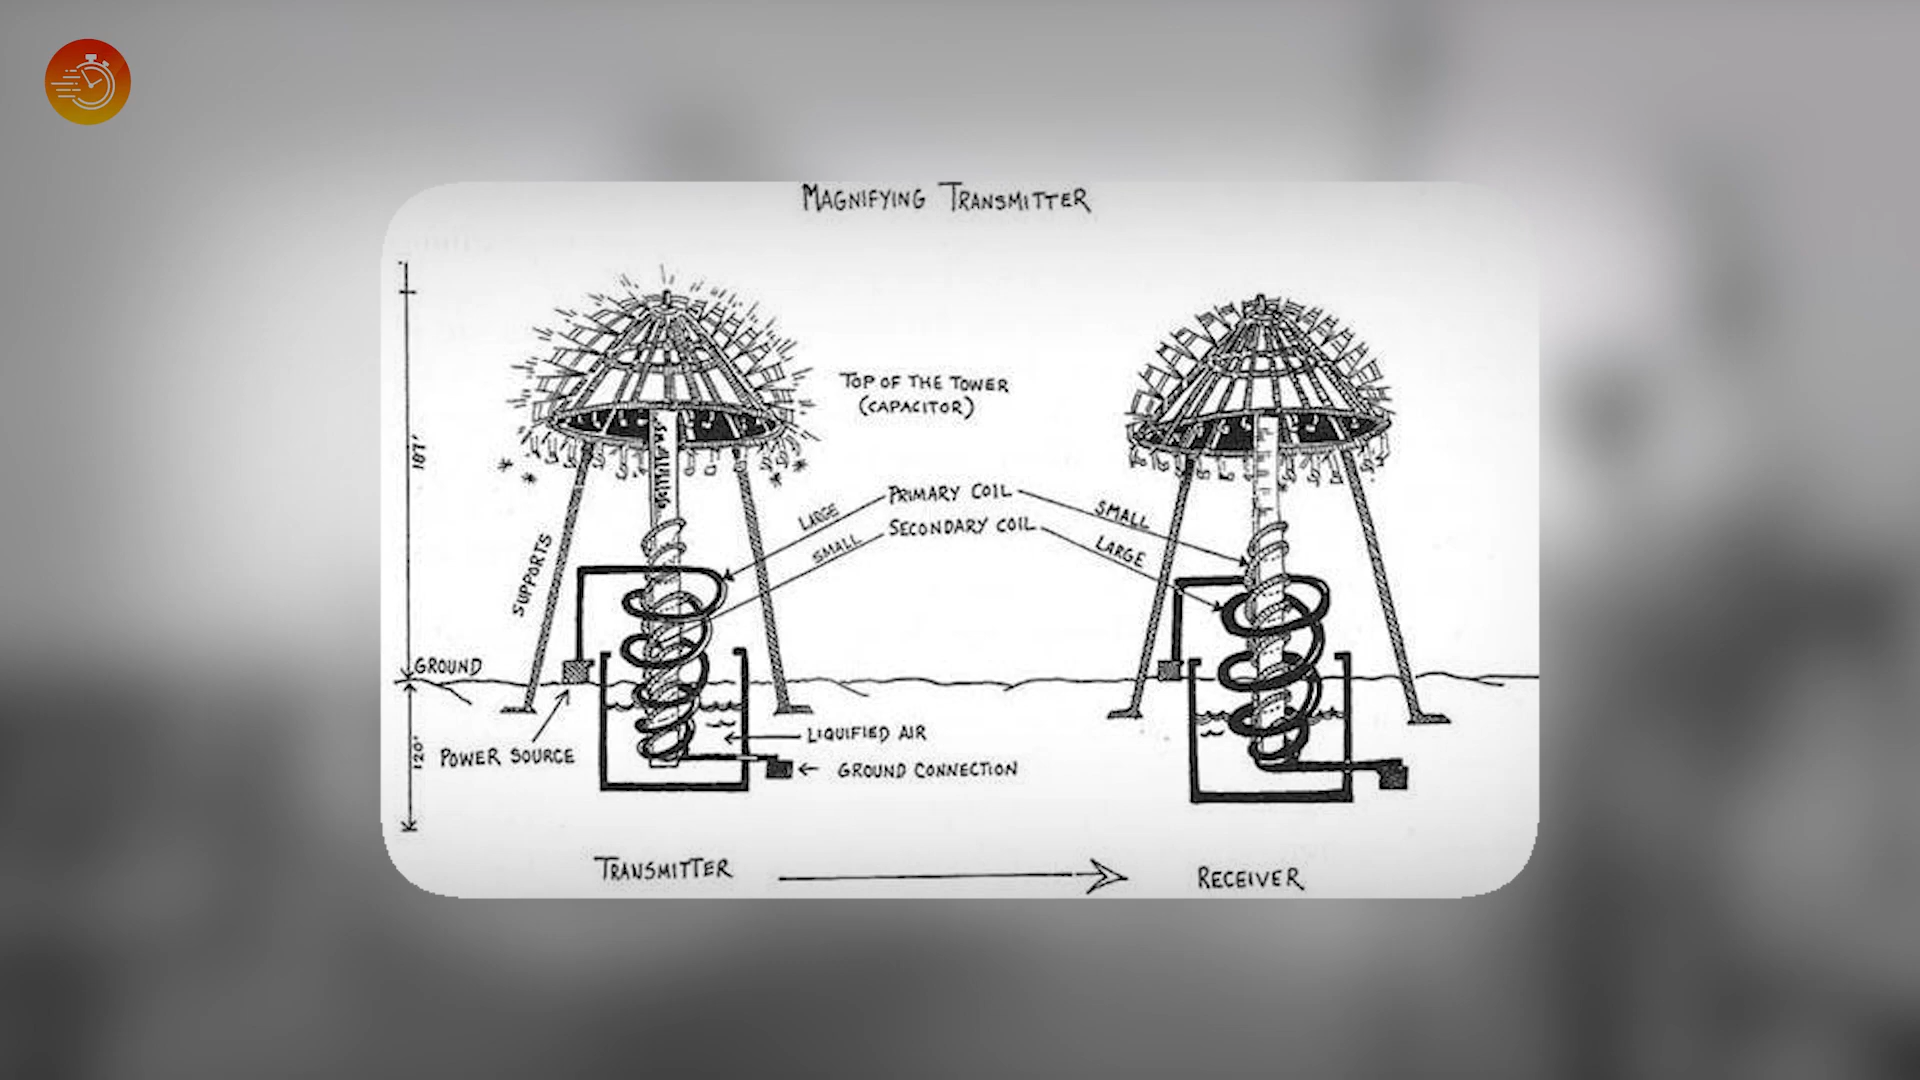 MAGNIFYING TRANSMITTER
187'
TOP OF THE TOWER
(CAPACITOR)
PRIMARY COIL
SECONDARY COIL
LARGE
SMALL
SMALL
LARGE
SUPPORTS
GROUND
120'
POWER SOURCE
LIQUIFIED AIR
GROUND CONNECTION
TRANSMITTER
RECEIVER